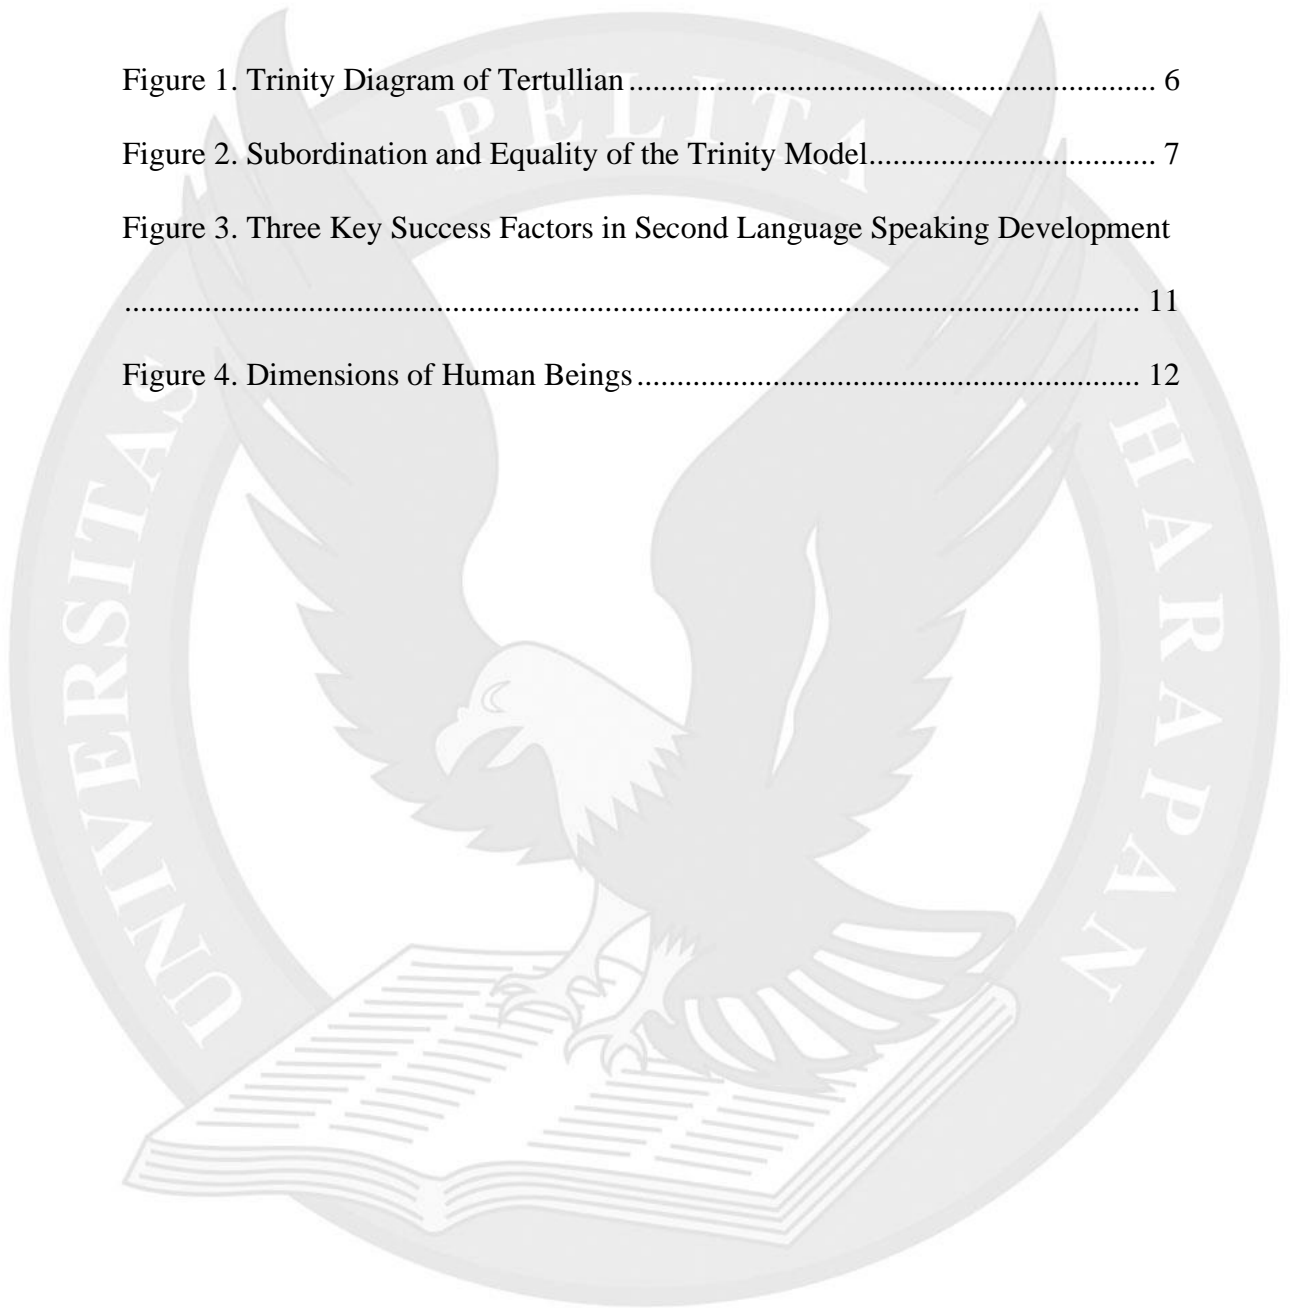 Figure 1. Trinity Diagram of Tertullian................................................................. 6
Figure 2. Subordination and Equality of the Trinity Model.................................... 7
Figure 3. Three Key Success Factors in Second Language Speaking Development
............................................................................................................................... 11
Figure 4. Dimensions of Human Beings............................................................... 12
UNIVERSITAS PELITA HARAPAN